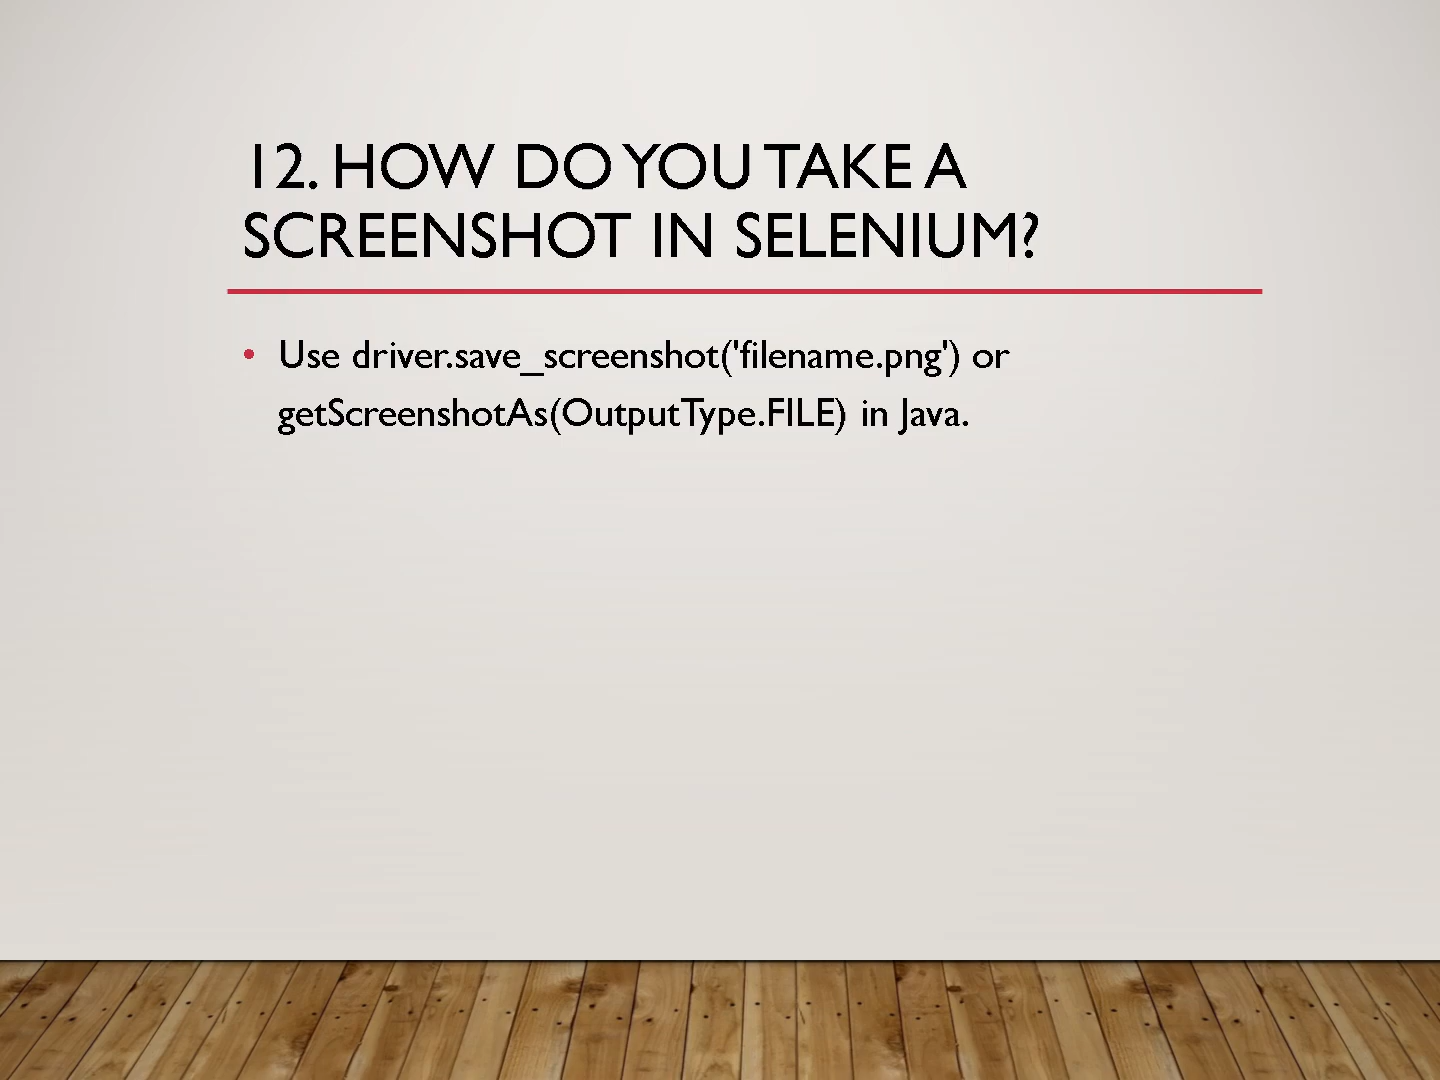 12. HOW DO YOU TAKE A
SCREENSHOT IN SELENIUM?
• Use driver.save_screenshot('filename.png') or
getScreenshotAs(OutputType.FILE) in Java.